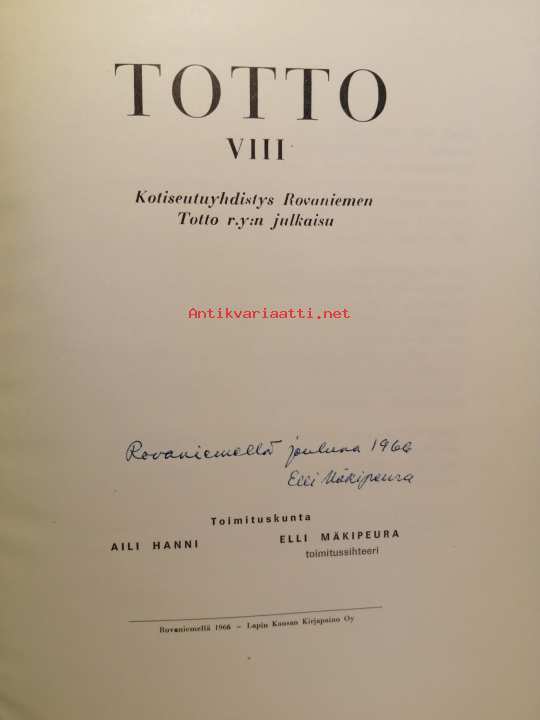 TOTTO
VIII
Kotiseutuyhdistys Rovaniemen
Totto r.y:n julkaisu
Antikvariaatti.net
Rovaniemellä jouluna 1966
Elli Mäkipeura
Toimituskunta
AILI HANNI ELLI MÄKIPEURA
toimitussihteeri
Rovaniemellä 1966 – Lapin Kansan Kirjapaino Oy